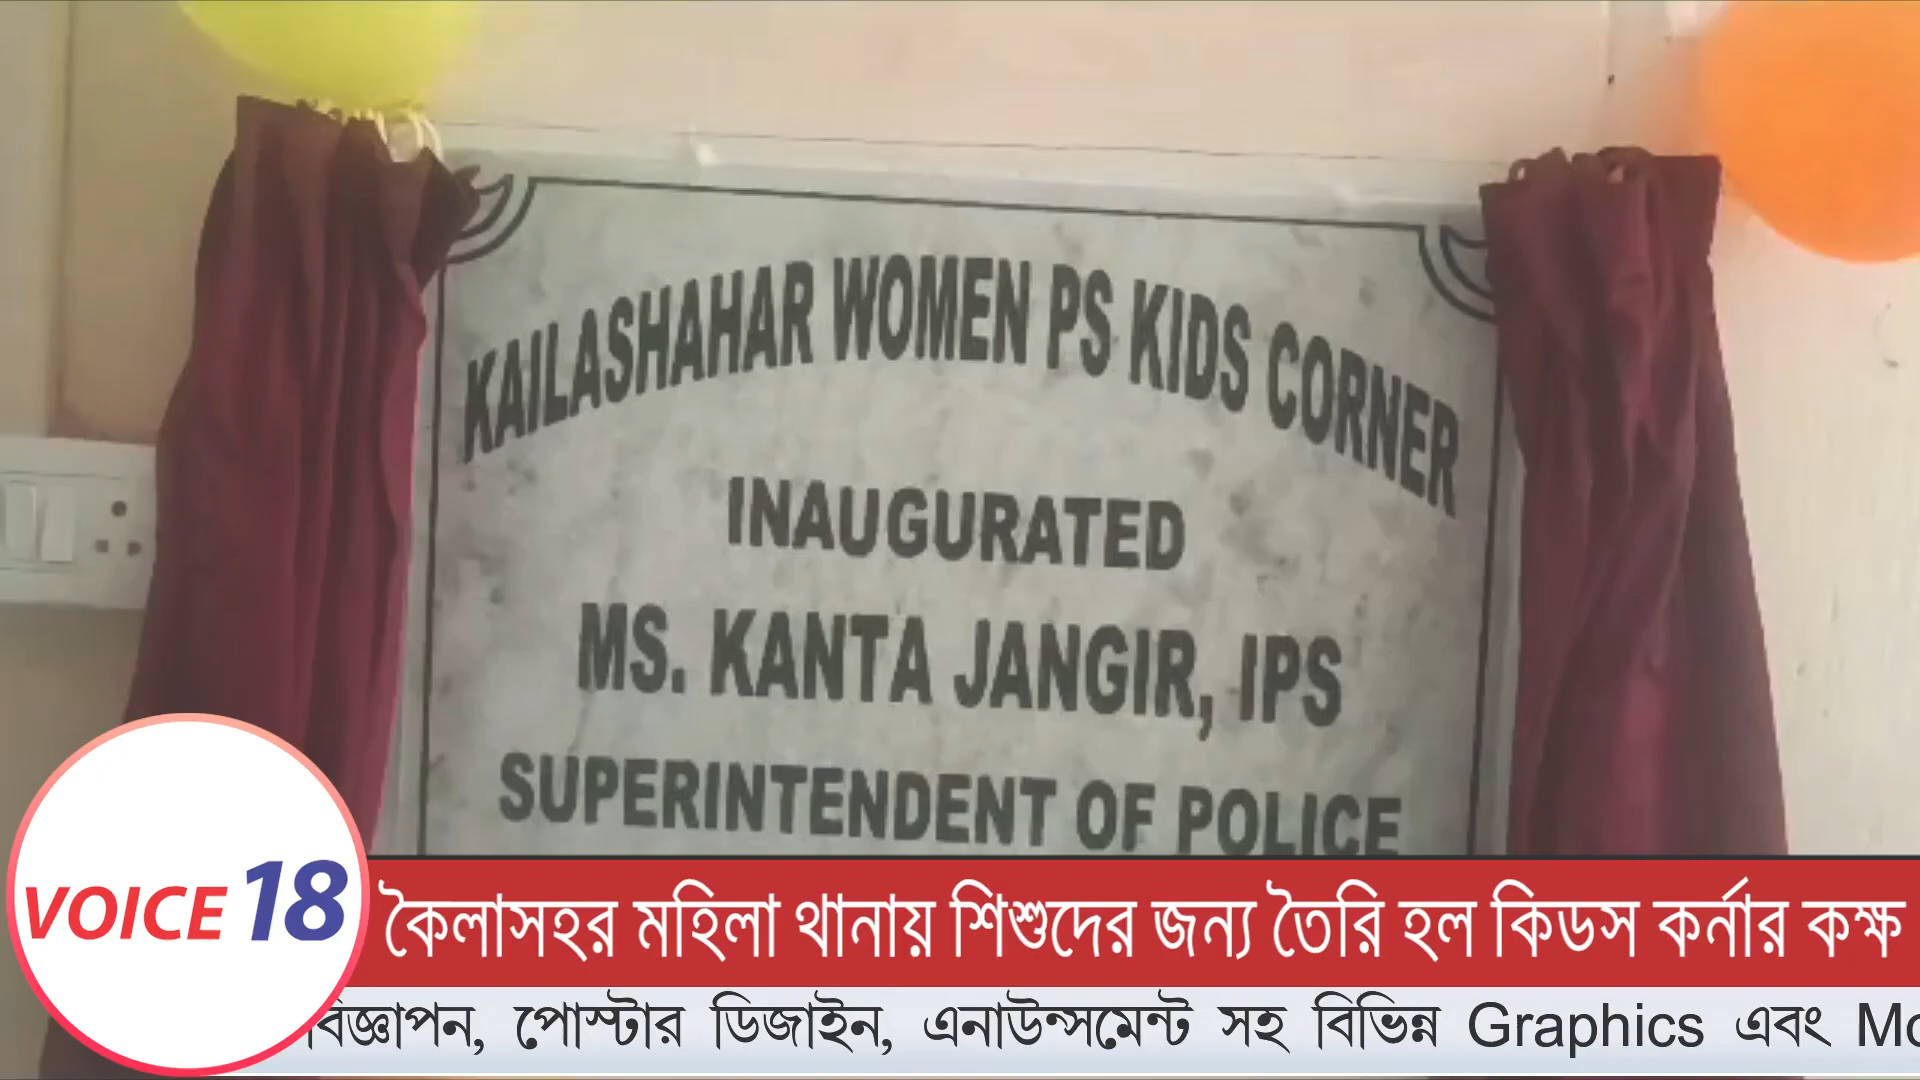 KAILASHAHAR WOMEN PS KIDS CORNER
INAUGURATED
MS. KANTA JANGIR, IPS
SUPERINTENDENT OF POLICE
VOICE 18
কৈলাসহর মহিলা থানায় শিশুদের জন্য তৈরি হল কিডস কর্নার কক্ষ
বিজ্ঞাপন, পোস্টার ডিজাইন, এনাউন্সমেন্ট সহ বিভিন্ন Graphics এবং